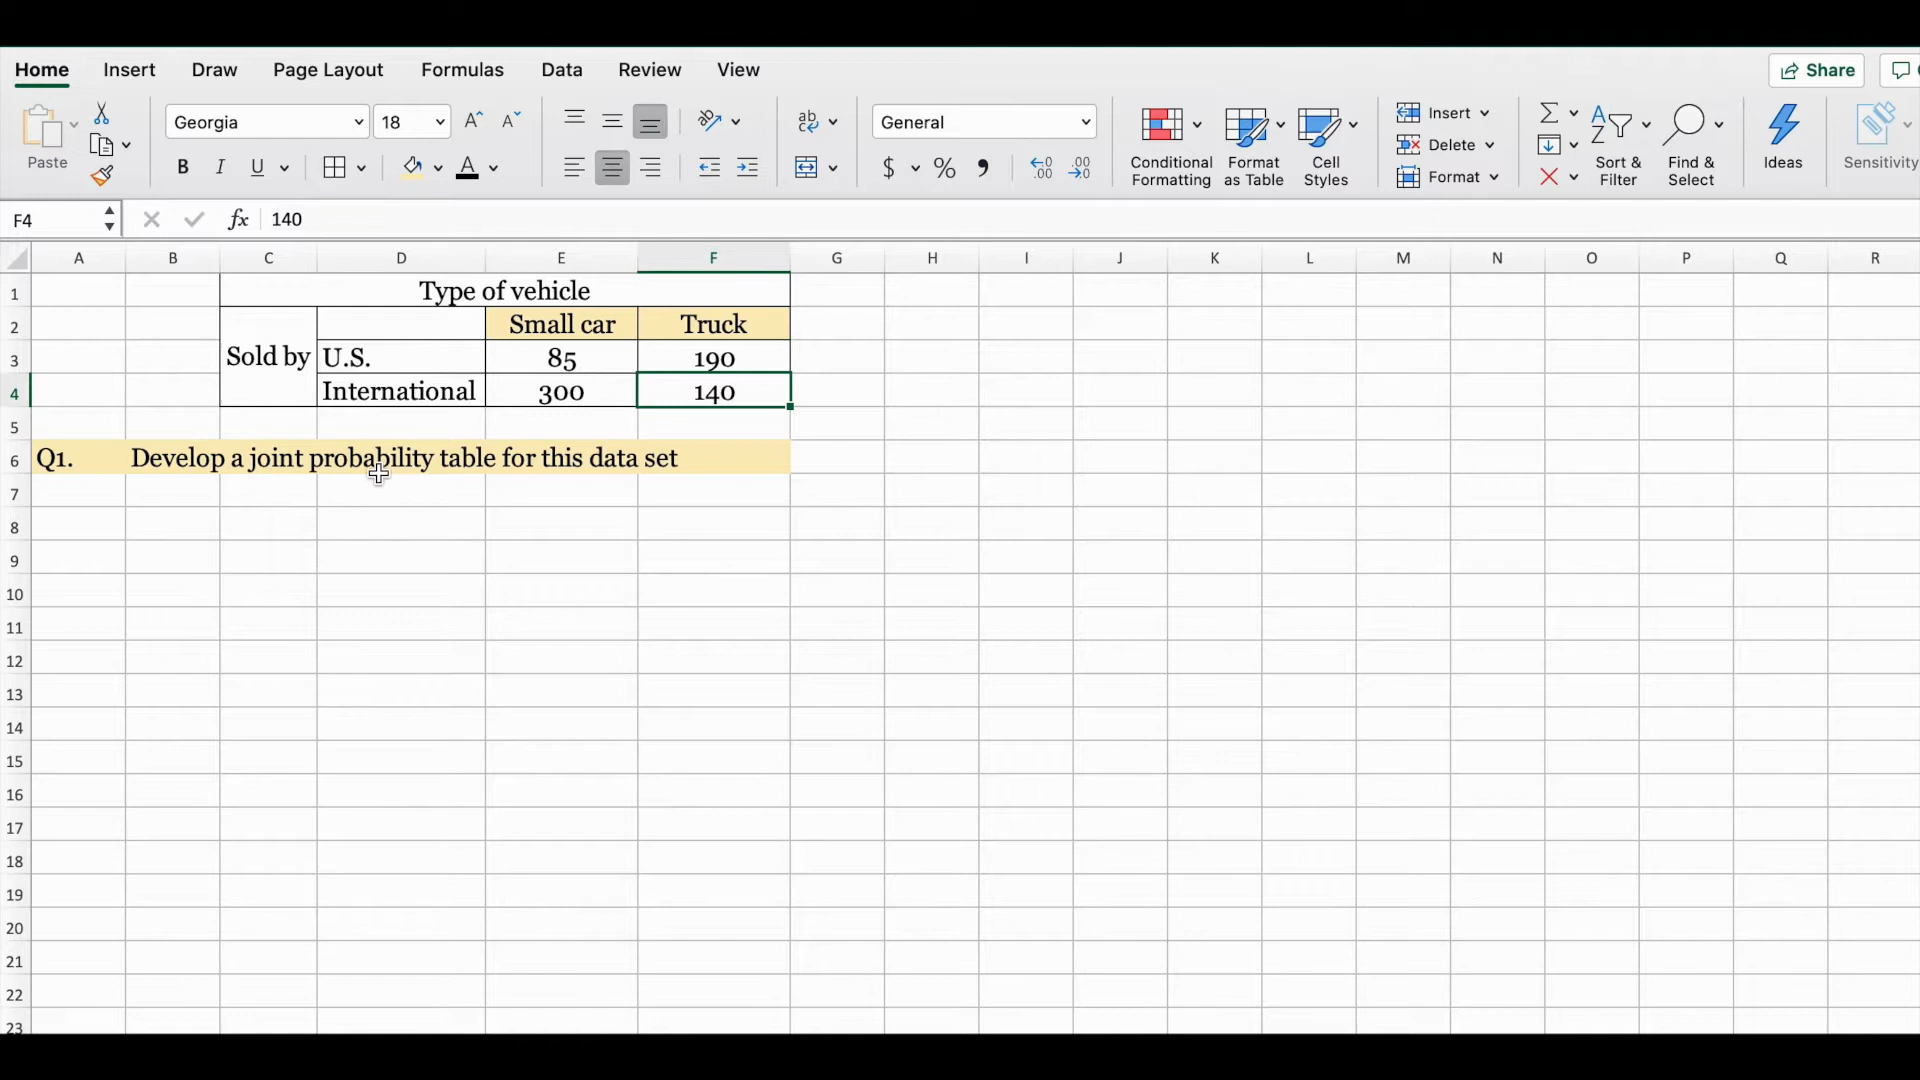 Home Insert Draw Page Layout Formulas Data Review View Share
Paste
Georgia 18
B I U A
ab
General
$ % 9
Conditional Formatting
Format as Table
Cell Styles
Insert
Delete
Format
Sort & Filter
Find & Select
Ideas
Sensitivity
F4 fx 140
A B C D E F G H I J K L M N O P Q R
1 Type of vehicle
2 Small car Truck
3 Sold by U.S. 85 190
4 International 300 140
5
6 Q1. Develop a joint probability table for this data set
7
8
9
10
11
12
13
14
15
16
17
18
19
20
21
22
23